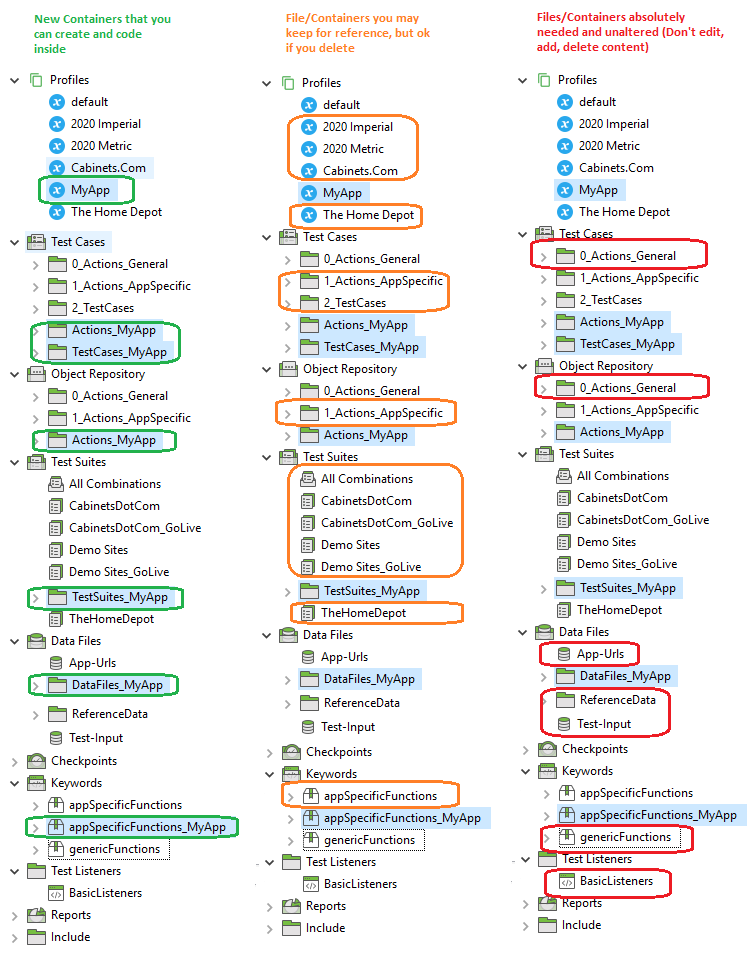 New Containers that you
can create and code
inside
Profiles
default
2020 Imperial
2020 Metric
Cabinets.Com
MyApp
The Home Depot
Test Cases
0_Actions_General
1_Actions_AppSpecific
2_TestCases
Actions_MyApp
TestCases_MyApp
Object Repository
0_Actions_General
1_Actions_AppSpecific
Actions_MyApp
Test Suites
All Combinations
CabinetsDotCom
CabinetsDotCom_GoLive
Demo Sites
Demo Sites_GoLive
TestSuites_MyApp
TheHomeDepot
Data Files
App-Urls
DataFiles_MyApp
ReferenceData
Test-Input
Checkpoints
Keywords
appSpecificFunctions
appSpecificFunctions_MyApp
genericFunctions
Test Listeners
BasicListeners
Reports
Include
File/Containers you may
keep for reference, but ok
if you delete
Profiles
default
2020 Imperial
2020 Metric
Cabinets.Com
MyApp
The Home Depot
Test Cases
0_Actions_General
1_Actions_AppSpecific
2_TestCases
Actions_MyApp
TestCases_MyApp
Object Repository
0_Actions_General
1_Actions_AppSpecific
Actions_MyApp
Test Suites
All Combinations
CabinetsDotCom
CabinetsDotCom_GoLive
Demo Sites
Demo Sites_GoLive
TestSuites_MyApp
TheHomeDepot
Data Files
App-Urls
DataFiles_MyApp
ReferenceData
Test-Input
Checkpoints
Keywords
appSpecificFunctions
appSpecificFunctions_MyApp
genericFunctions
Test Listeners
BasicListeners
Reports
Include
Files/Containers absolutely
needed and unaltered (Don't edit,
add, delete content)
Profiles
default
2020 Imperial
2020 Metric
Cabinets.Com
MyApp
The Home Depot
Test Cases
0_Actions_General
1_Actions_AppSpecific
2_TestCases
Actions_MyApp
TestCases_MyApp
Object Repository
0_Actions_General
1_Actions_AppSpecific
Actions_MyApp
Test Suites
All Combinations
CabinetsDotCom
CabinetsDotCom_GoLive
Demo Sites
Demo Sites_GoLive
TestSuites_MyApp
TheHomeDepot
Data Files
App-Urls
DataFiles_MyApp
ReferenceData
Test-Input
Checkpoints
Keywords
appSpecificFunctions
appSpecificFunctions_MyApp
genericFunctions
Test Listeners
BasicListeners
Reports
Include